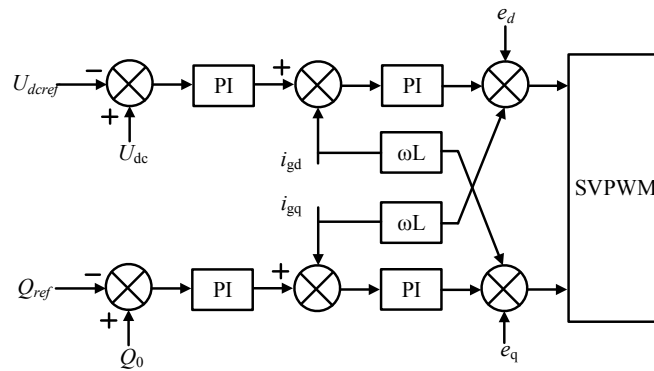 e_d
− + +
U_dcref PI PI
U_dc
i_gd ωL
SVPWM
i_gq ωL
− + +
Q_ref PI PI
Q_0 e_q